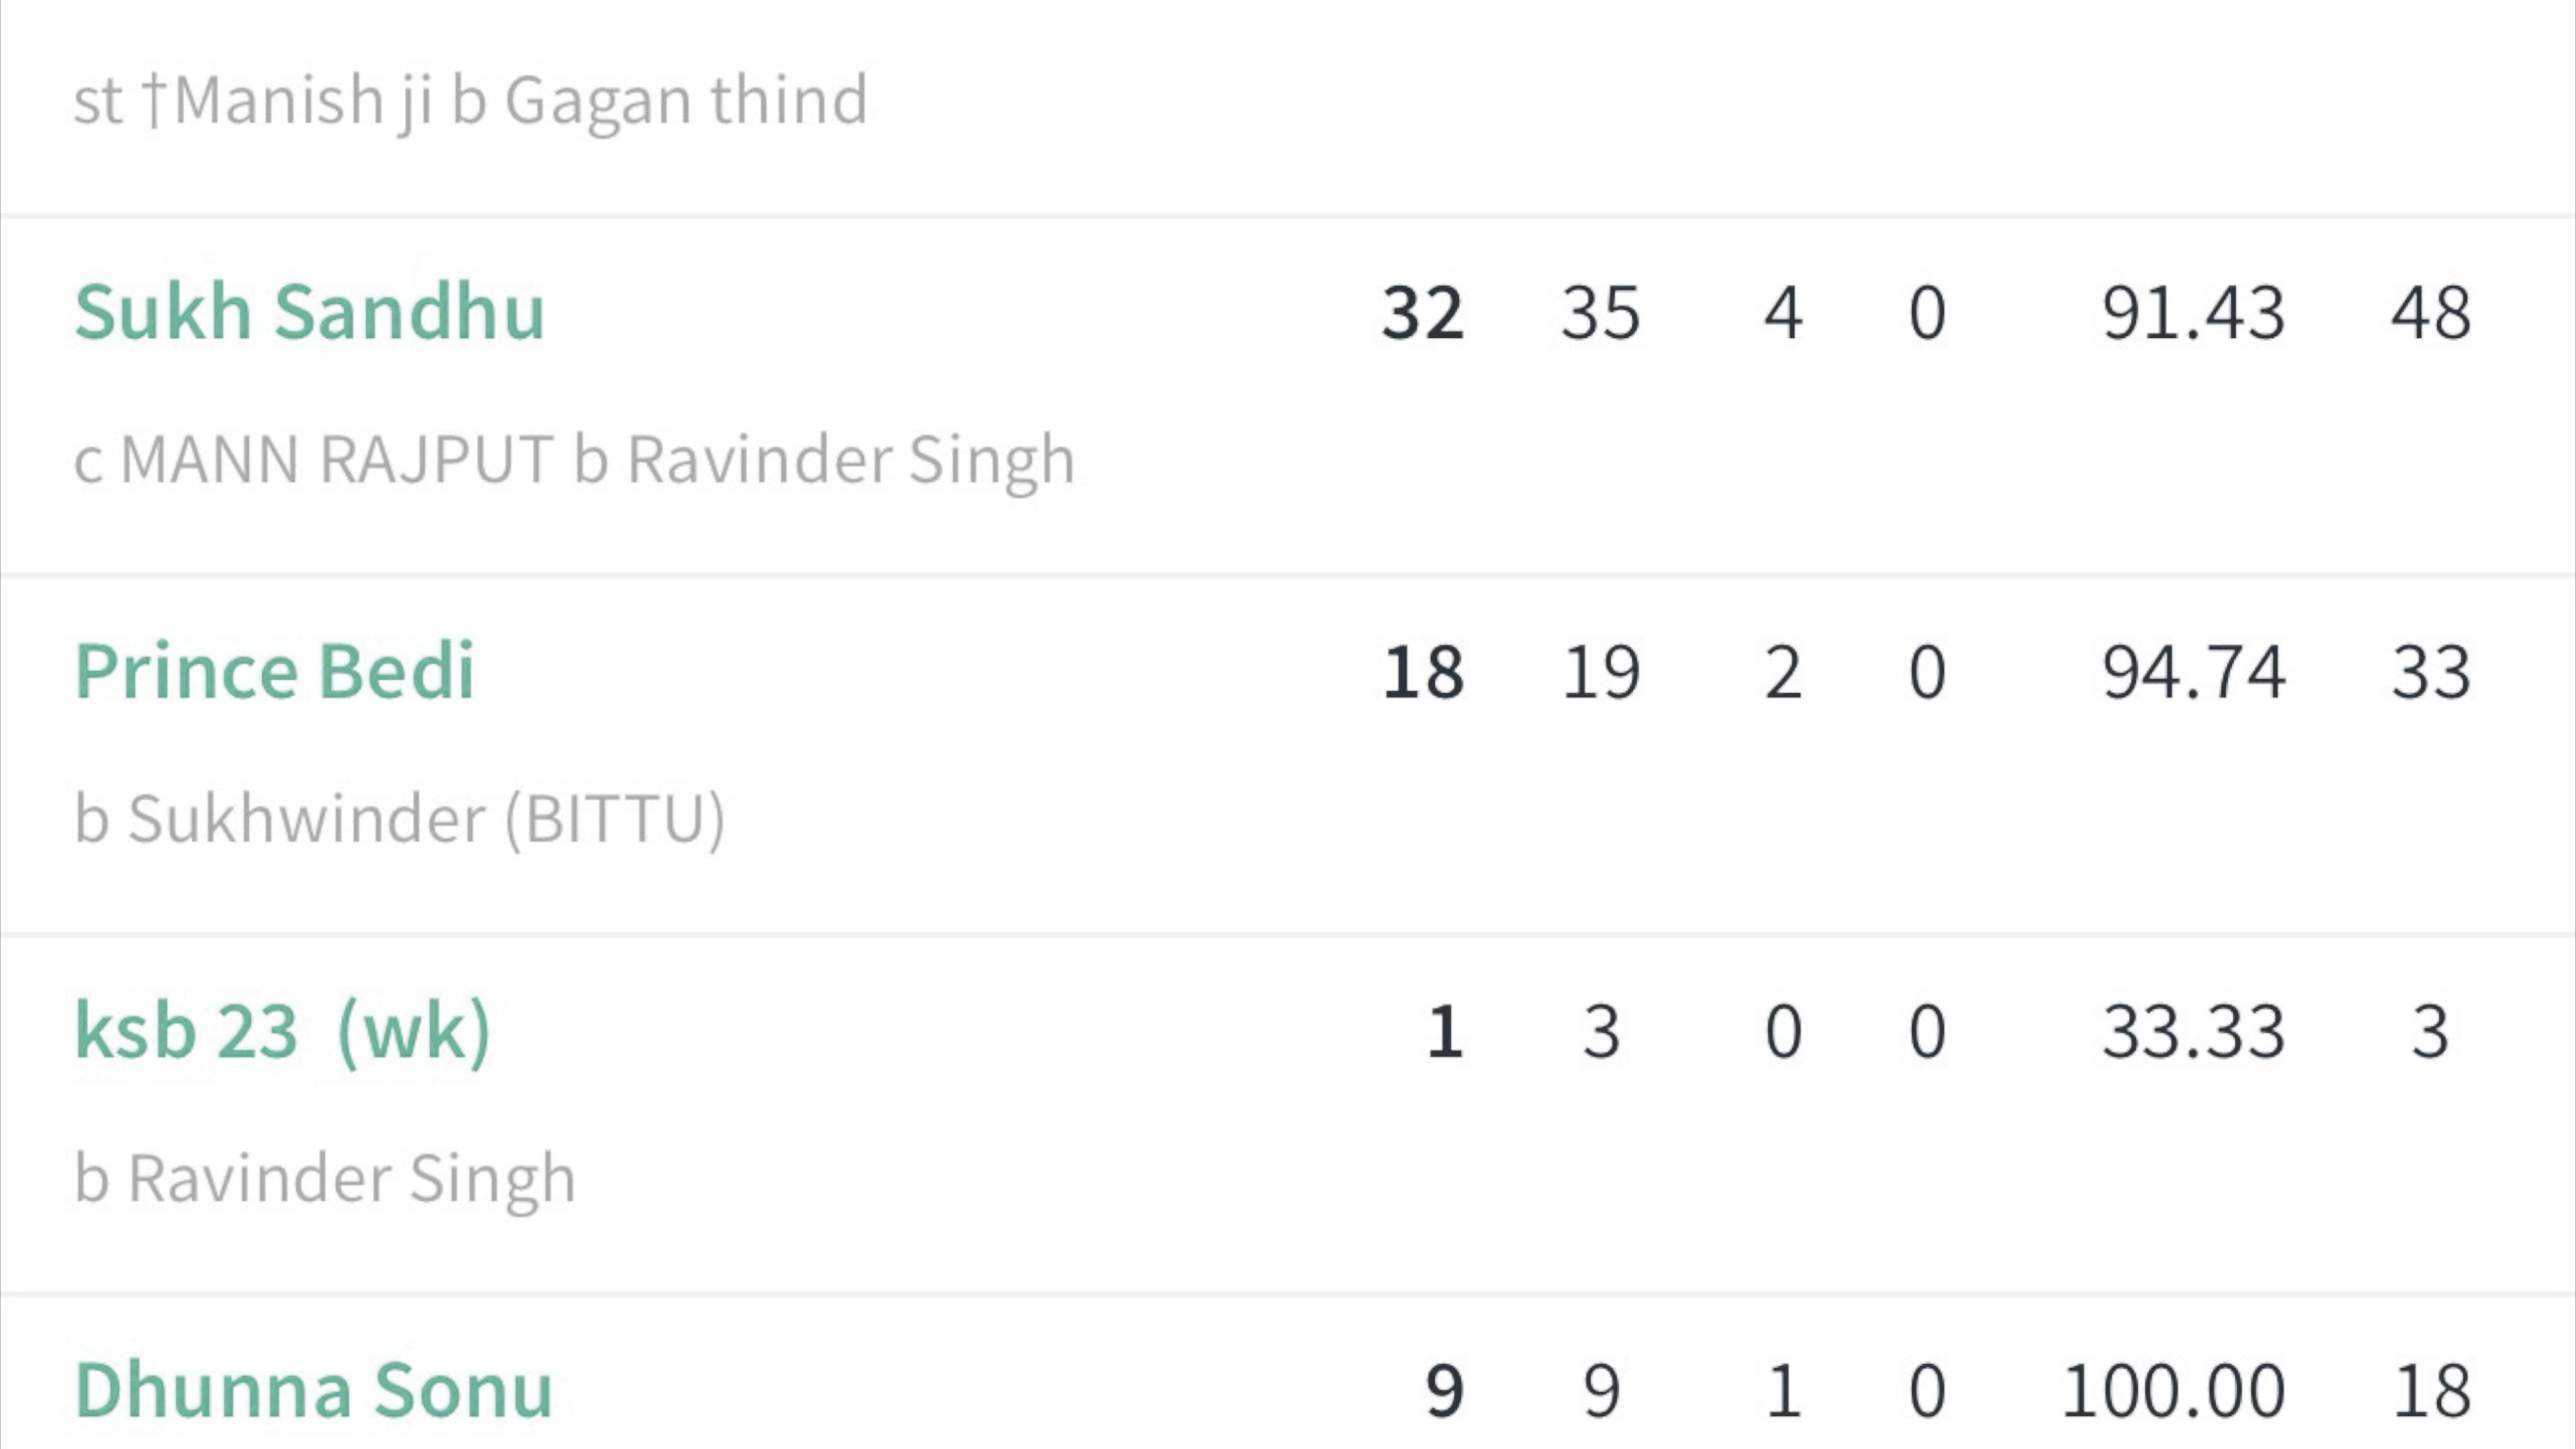 st †Manish ji b Gagan thind
Sukh Sandhu 32 35 4 0 91.43 48
c MANN RAJPUT b Ravinder Singh
Prince Bedi 18 19 2 0 94.74 33
b Sukhwinder (BITTU)
ksb 23 (wk) 1 3 0 0 33.33 3
b Ravinder Singh
Dhunna Sonu 9 9 1 0 100.00 18